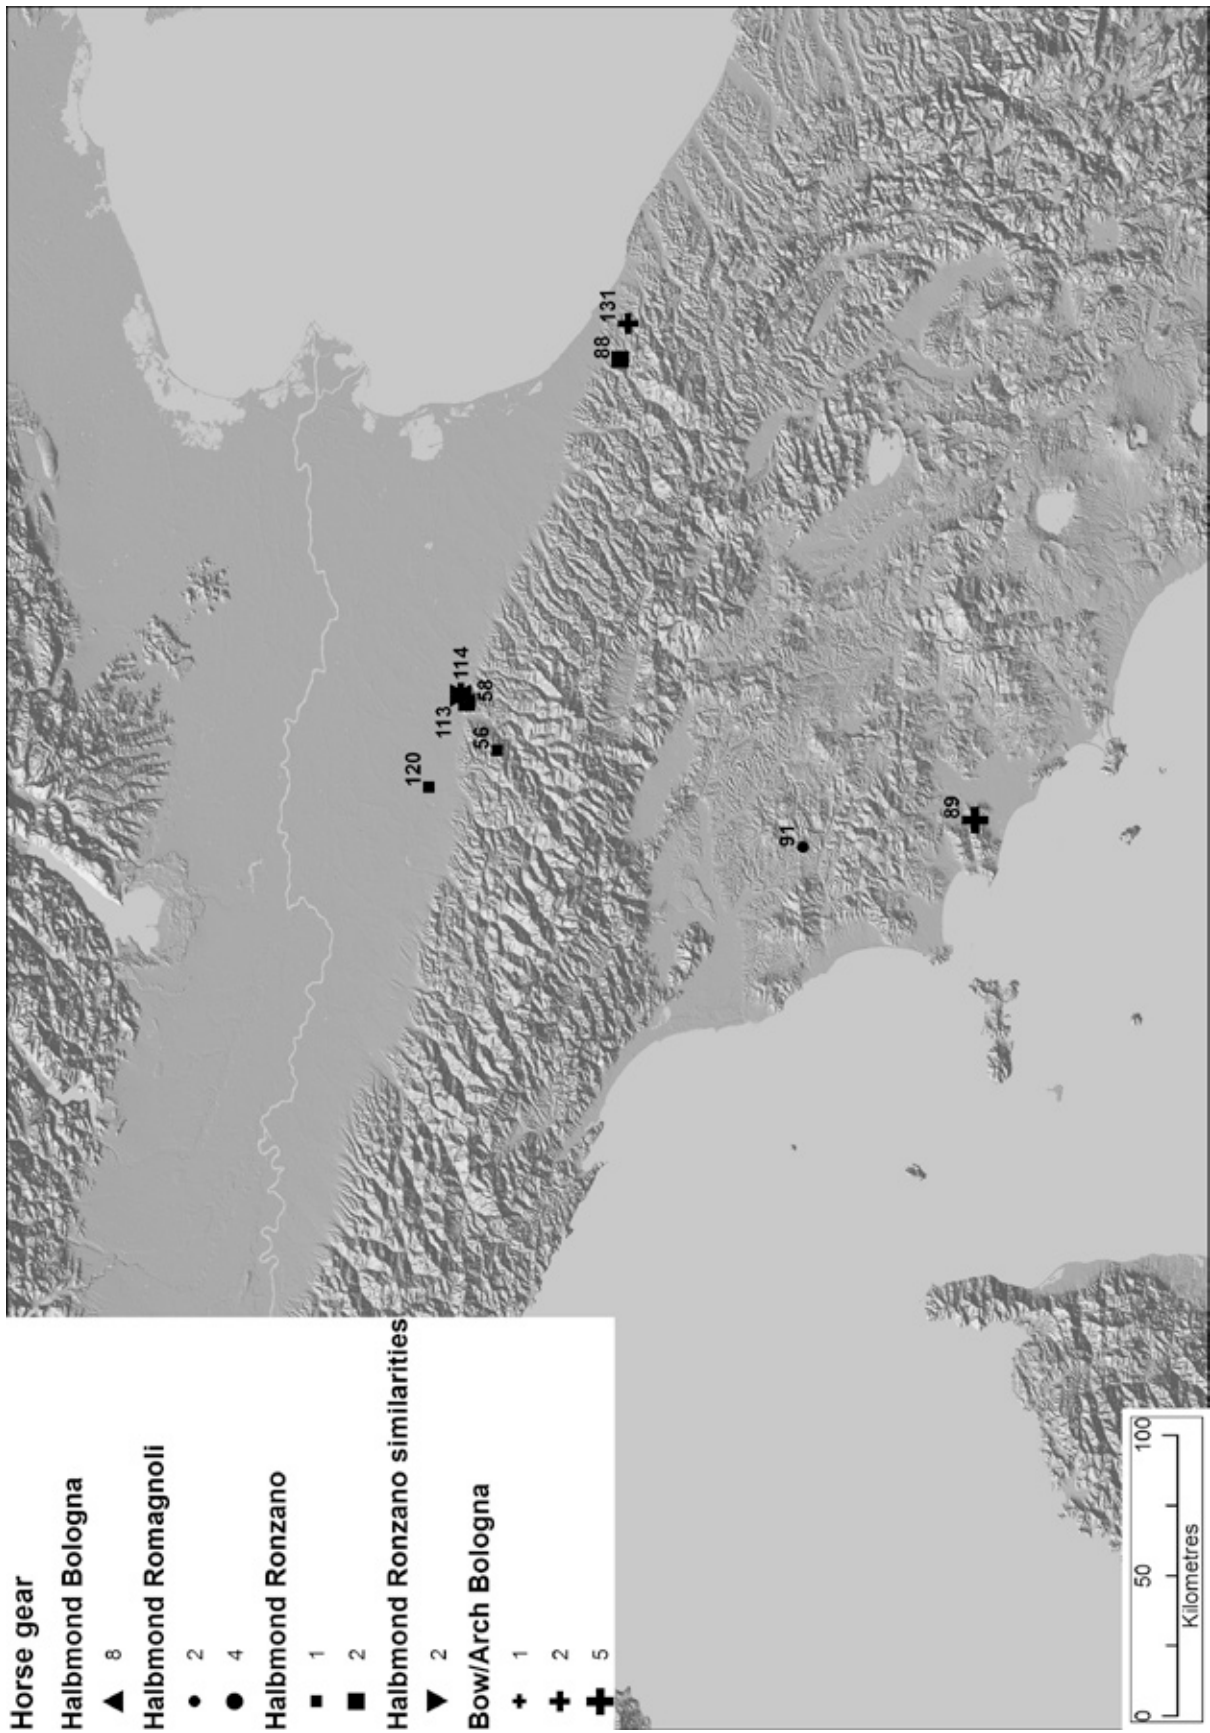 Horse gear
Halbmond Bologna
8
Halbmond Romagnoli
2
4
Halbmond Ronzano
1
2
Halbmond Ronzano similarities
2
Bow/Arch Bologna
1
2
5
120
113
114
58
56
88
131
91
89
0 50 100
Kilometres